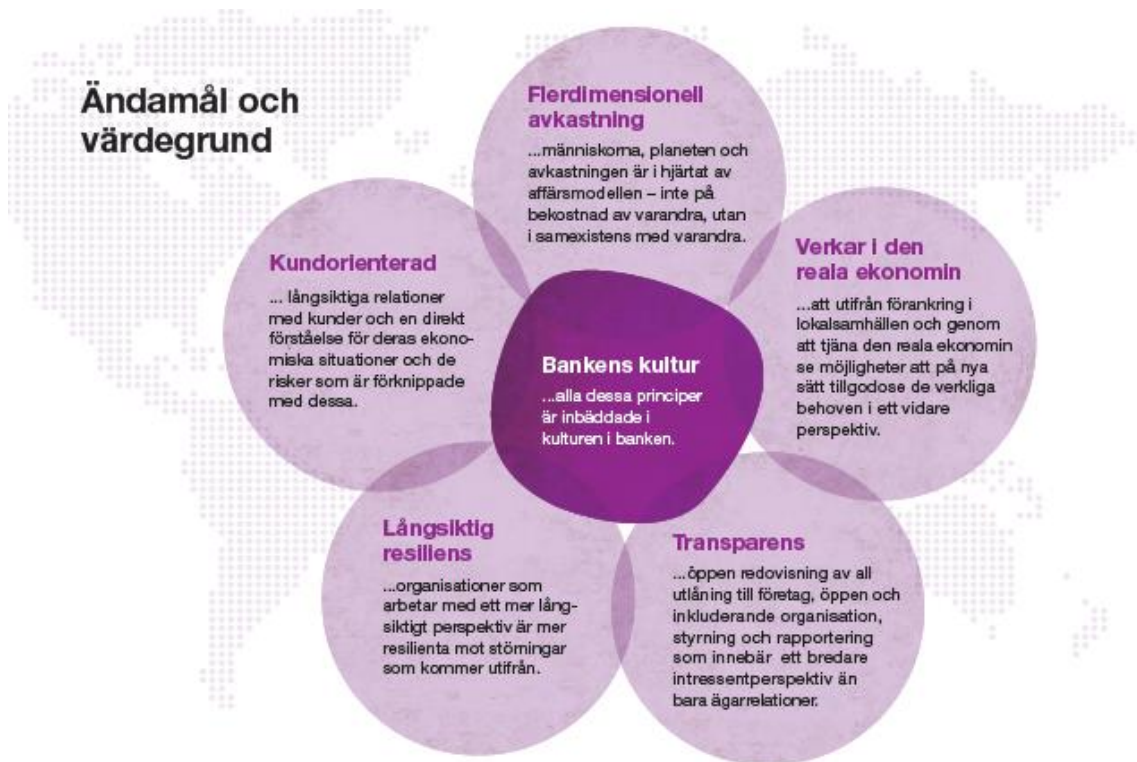 Ändamål och
värdegrund
Flerdimensionell
avkastning
...människorna, planeten och
avkastningen är i hjärtat av
affärsmodellen – inte på
bekostnad av varandra, utan
i samexistens med varandra.
Kundorienterad
... långsiktiga relationer
med kunder och en direkt
förståelse för deras ekono-
miska situationer och de
risker som är förknippade
med dessa.
Verkar i den
reala ekonomin
...att utifrån förankring i
lokalsamhällen och genom
att tjäna den reala ekonomin
se möjligheter att på nya
sätt tillgodose de verkliga
behoven i ett vidare
perspektiv.
Bankens kultur
...alla dessa principer
är inbäddade i
kulturen i banken.
Långsiktig
resiliens
...organisationer som
arbetar med ett mer lång-
siktigt perspektiv är mer
resilienta mot störningar
som kommer utifrån.
Transparens
...öppen redovisning av all
utlåning till företag, öppen och
inkluderande organisation,
styrning och rapportering
som innebär ett bredare
intressentperspektiv än
bara ägarrelationer.